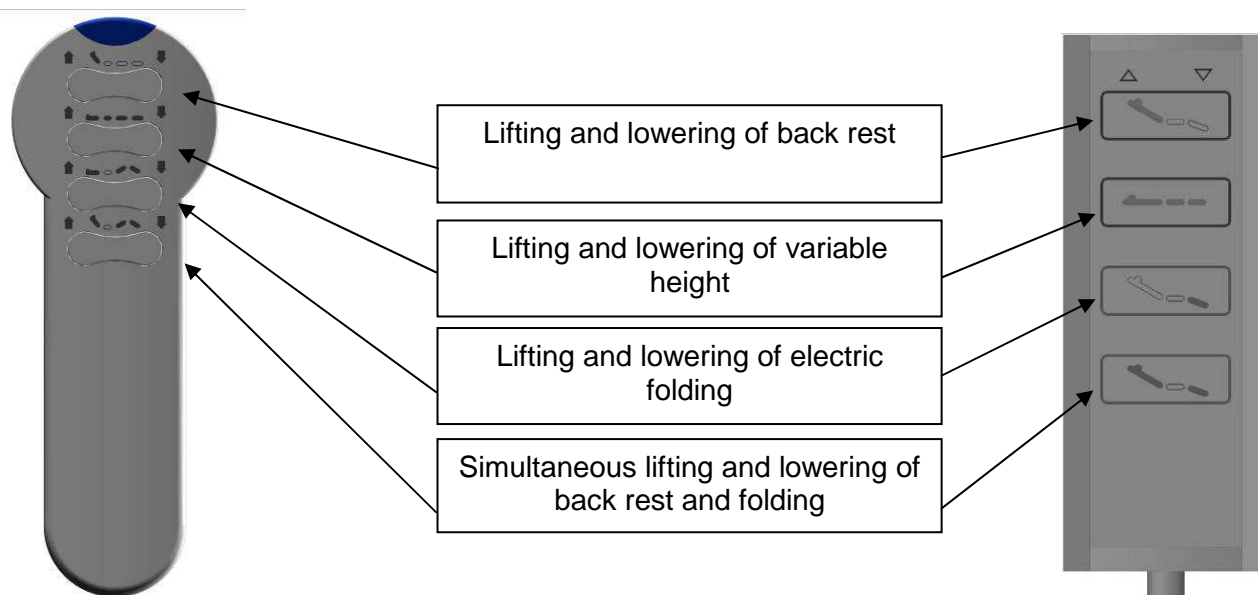 Lifting and lowering of back rest
Lifting and lowering of variable
height
Lifting and lowering of electric
folding
Simultaneous lifting and lowering of
back rest and folding